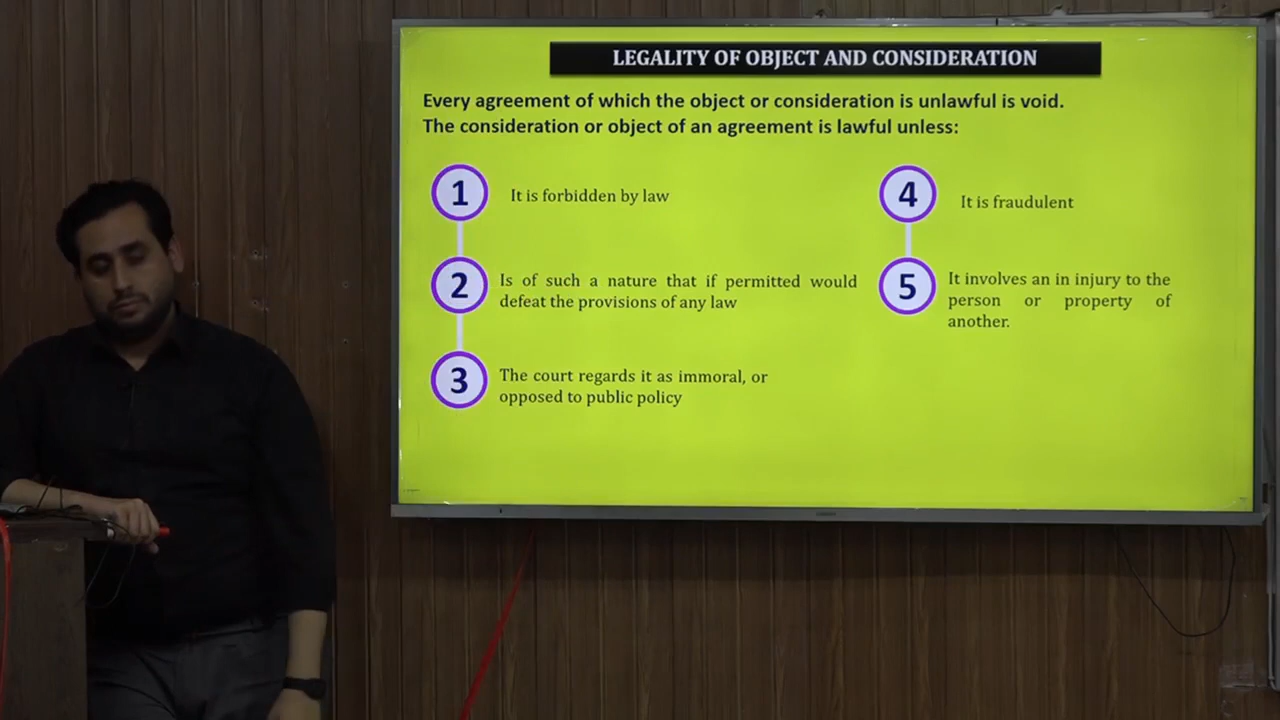 LEGALITY OF OBJECT AND CONSIDERATION
Every agreement of which the object or consideration is unlawful is void.
The consideration or object of an agreement is lawful unless:
1
It is forbidden by law
2
Is of such a nature that if permitted would
defeat the provisions of any law
3
The court regards it as immoral, or
opposed to public policy
4
It is fraudulent
5
It involves an in injury to the
person or property of
another.